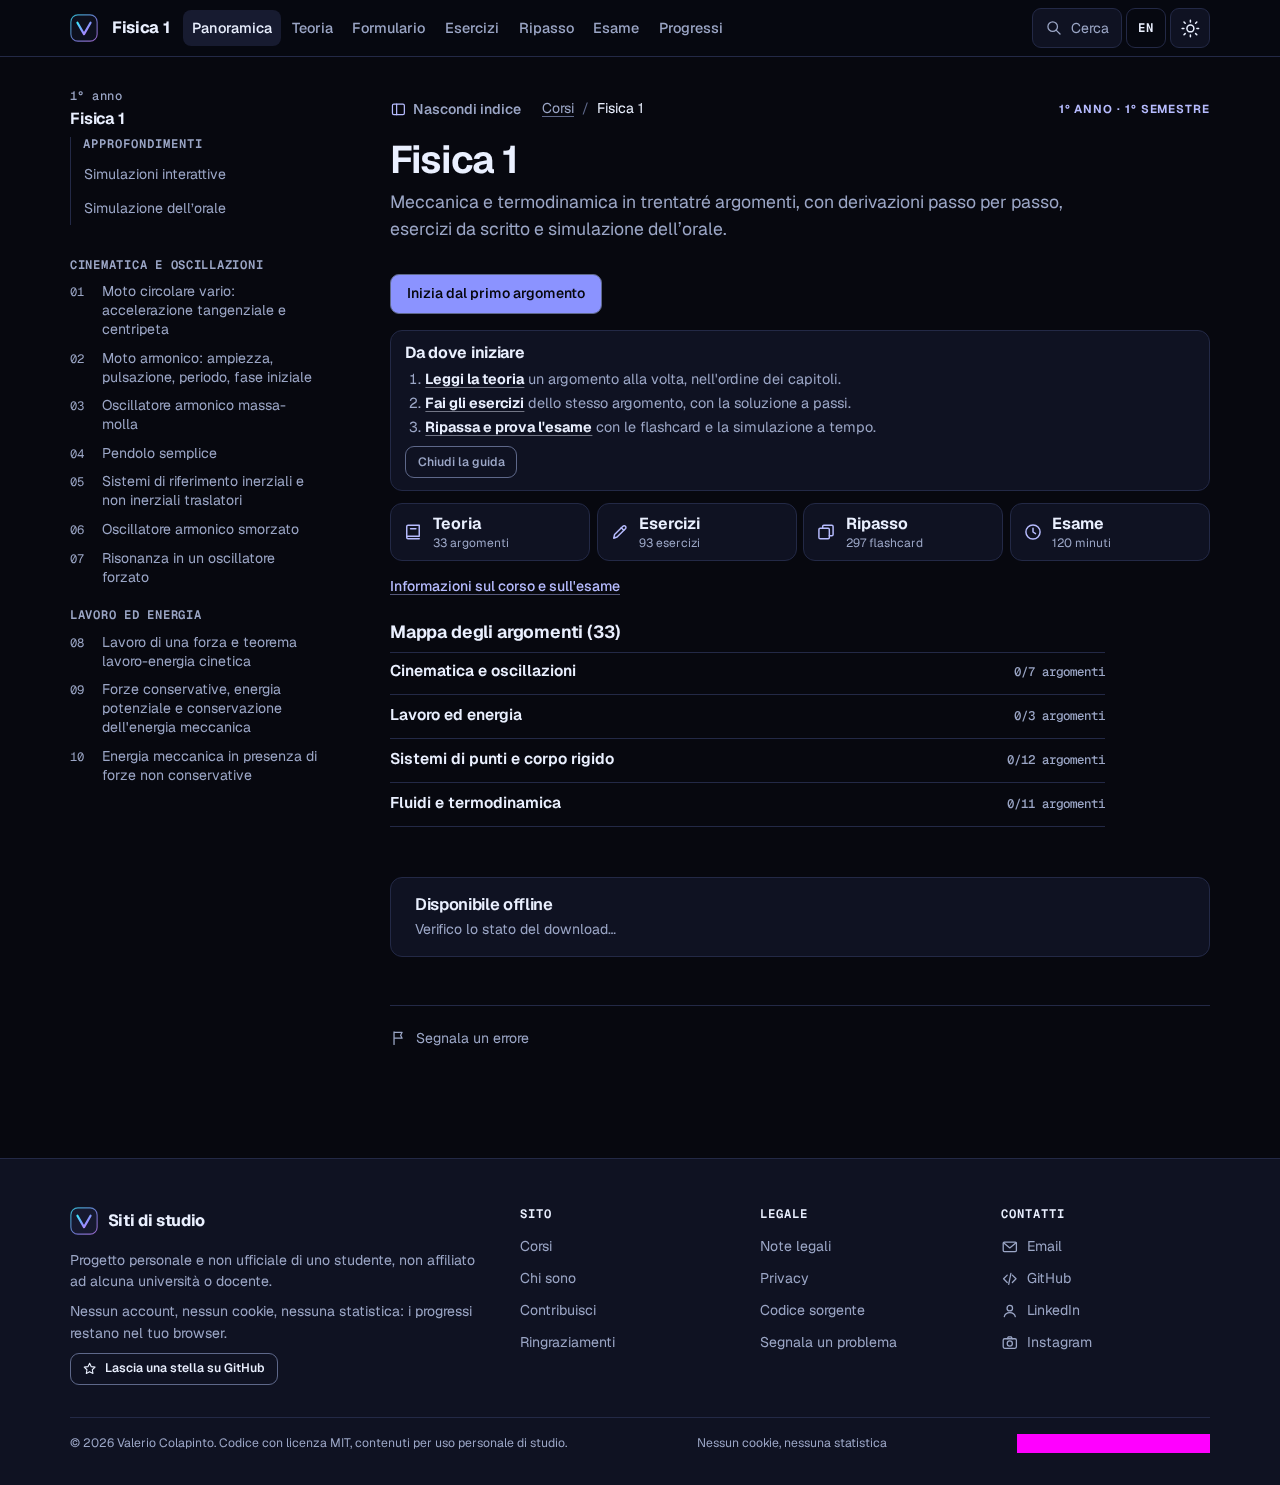 Fisica 1
Panoramica
Teoria
Formulario
Esercizi
Ripasso
Esame
Progressi
Cerca
EN
1° anno
Fisica 1
APPROFONDIMENTI
Simulazioni interattive
Simulazione dell'orale
CINEMATICA E OSCILLAZIONI
01 Moto circolare vario:
accelerazione tangenziale e
centripeta
02 Moto armonico: ampiezza,
pulsazione, periodo, fase iniziale
03 Oscillatore armonico massa-
molla
04 Pendolo semplice
05 Sistemi di riferimento inerziali e
non inerziali traslatori
06 Oscillatore armonico smorzato
07 Risonanza in un oscillatore
forzato
LAVORO ED ENERGIA
08 Lavoro di una forza e teorema
lavoro-energia cinetica
09 Forze conservative, energia
potenziale e conservazione
dell'energia meccanica
10 Energia meccanica in presenza di
forze non conservative
Nascondi indice
Corsi / Fisica 1
1° ANNO · 1° SEMESTRE
Fisica 1
Meccanica e termodinamica in trentatré argomenti, con derivazioni passo per passo,
esercizi da scritto e simulazione dell’orale.
Inizia dal primo argomento
Da dove iniziare
1. Leggi la teoria un argomento alla volta, nell'ordine dei capitoli.
2. Fai gli esercizi dello stesso argomento, con la soluzione a passi.
3. Ripassa e prova l'esame con le flashcard e la simulazione a tempo.
Chiudi la guida
Teoria
33 argomenti
Esercizi
93 esercizi
Ripasso
297 flashcard
Esame
120 minuti
Informazioni sul corso e sull'esame
Mappa degli argomenti (33)
Cinematica e oscillazioni 0/7 argomenti
Lavoro ed energia 0/3 argomenti
Sistemi di punti e corpo rigido 0/12 argomenti
Fluidi e termodinamica 0/11 argomenti
Disponibile offline
Verifico lo stato del download…
Segnala un errore
Siti di studio
Progetto personale e non ufficiale di uno studente, non affiliato
ad alcuna università o docente.
Nessun account, nessun cookie, nessuna statistica: i progressi
restano nel tuo browser.
Lascia una stella su GitHub
SITO
Corsi
Chi sono
Contribuisci
Ringraziamenti
LEGALE
Note legali
Privacy
Codice sorgente
Segnala un problema
CONTATTI
Email
GitHub
LinkedIn
Instagram
© 2026 Valerio Colapinto. Codice con licenza MIT, contenuti per uso personale di studio.
Nessun cookie, nessuna statistica